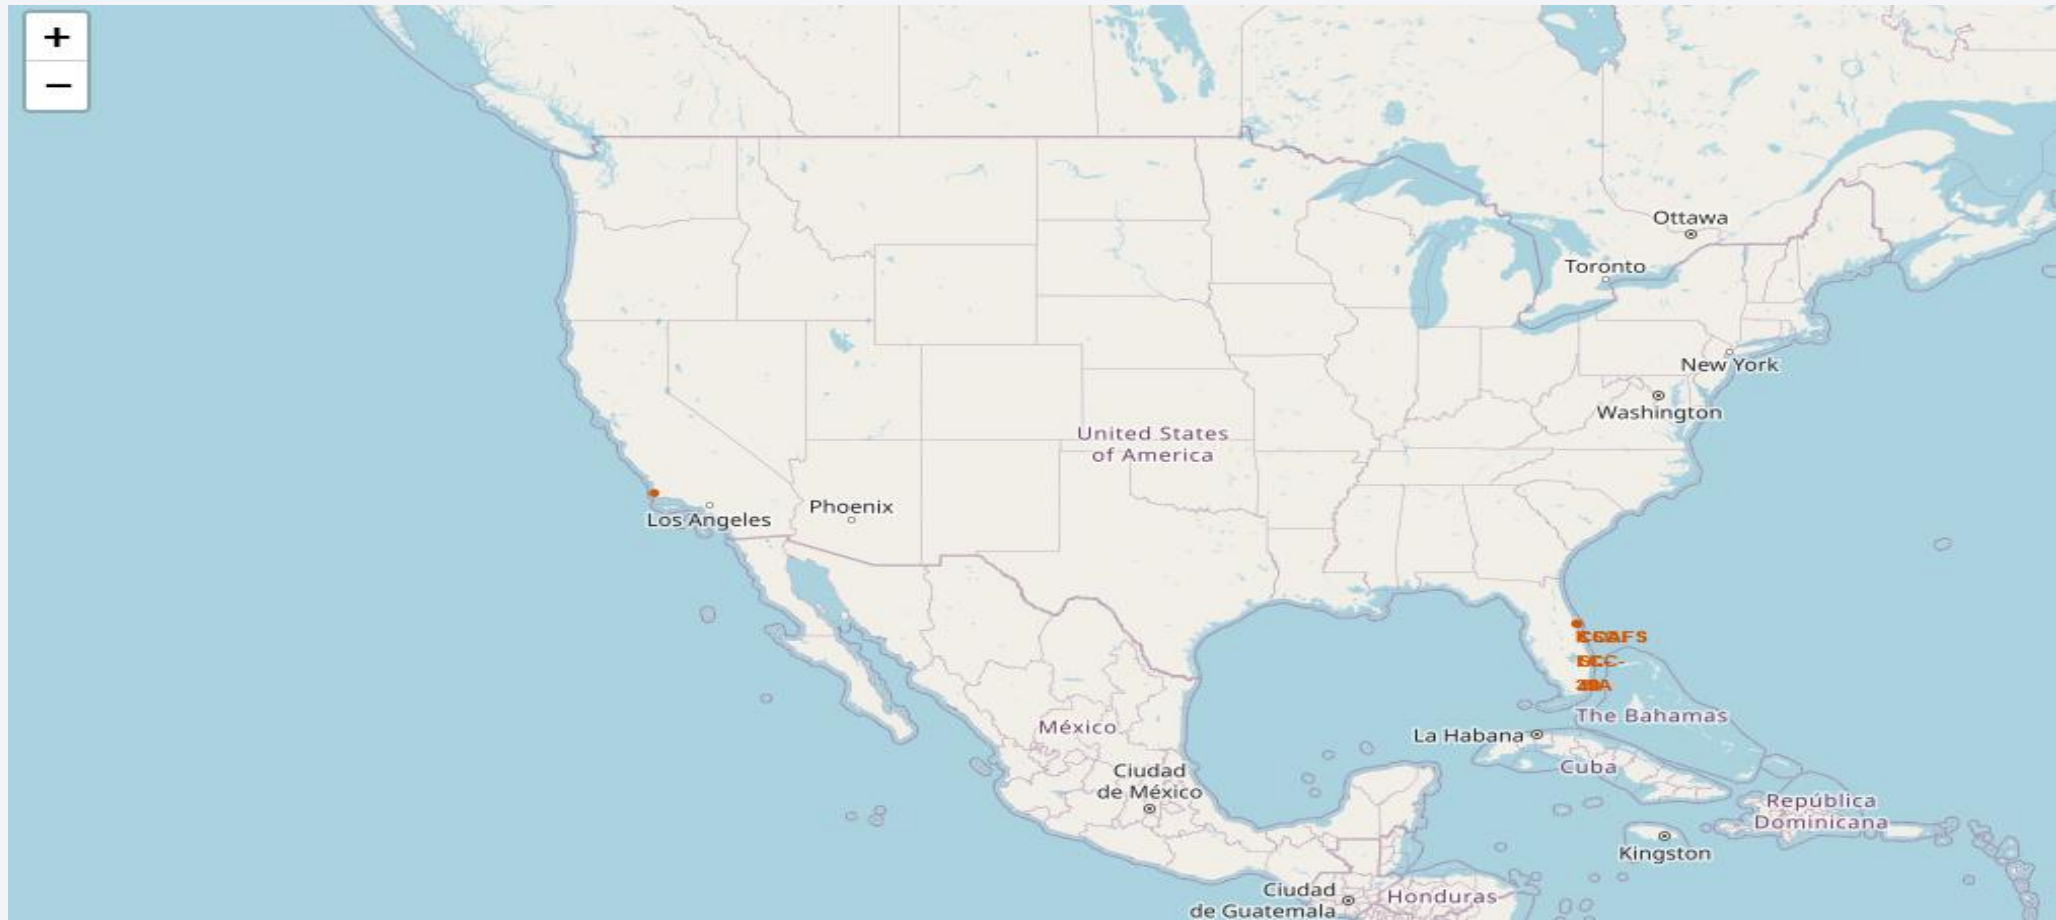 +
−
Ottawa
Toronto
New York
Washington
United States
of America
Phoenix
Los Angeles
The Bahamas
México
La Habana
Cuba
Ciudad
de México
República
Dominicana
Kingston
Ciudad
de Guatemala
Honduras